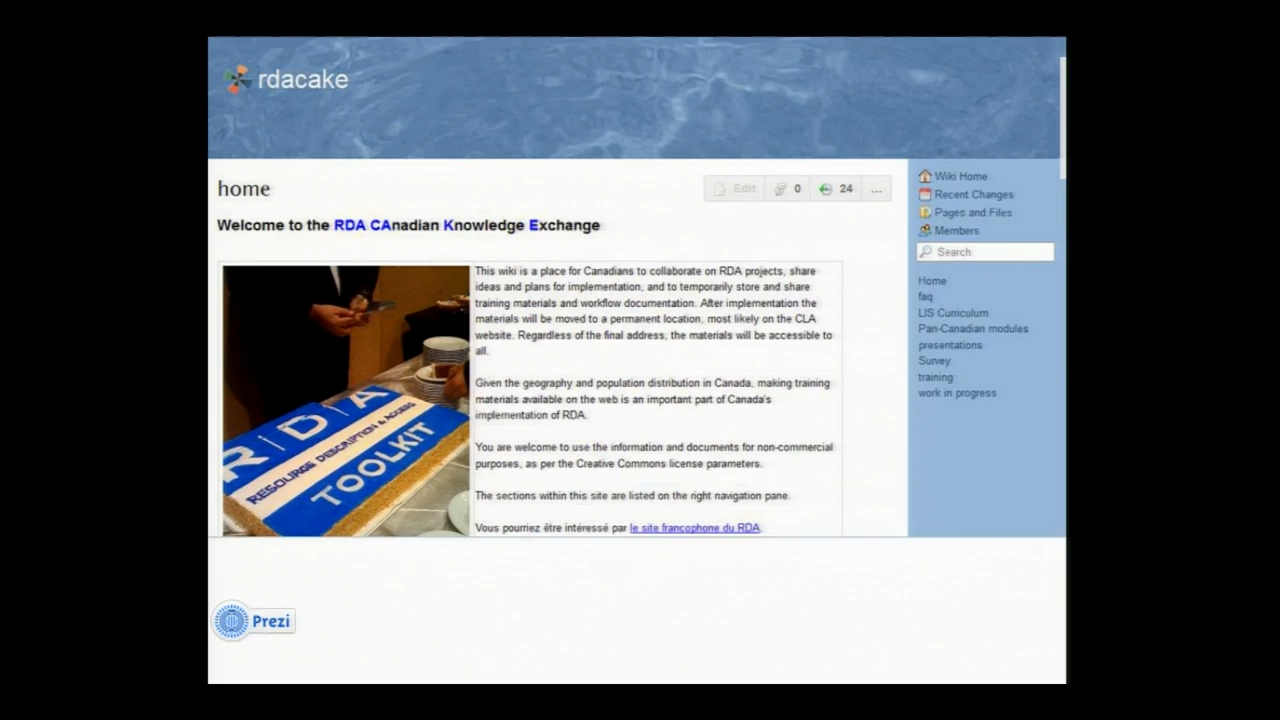 rdacake
home
Edit 0 24 ...
Welcome to the RDA CAnadian Knowledge Exchange
This wiki is a place for Canadians to collaborate on RDA projects, share
ideas and plans for implementation, and to temporarily store and share
training materials and workflow documentation. After implementation the
materials will be moved to a permanent location, most likely on the CLA
website. Regardless of the final address, the materials will be accessible to
all.
Given the geography and population distribution in Canada, making training
materials available on the web is an important part of Canada's
implementation of RDA.
You are welcome to use the information and documents for non-commercial
purposes, as per the Creative Commons license parameters.
The sections within this site are listed on the right navigation pane.
Vous pourriez être intéressé par le site francophone du RDA.
RDA
RESOURCE DESCRIPTION & ACCESS
TOOLKIT
Wiki Home
Recent Changes
Pages and Files
Members
Search
Home
faq
LIS Curriculum
Pan-Canadian modules
presentations
Survey
training
work in progress
Prezi